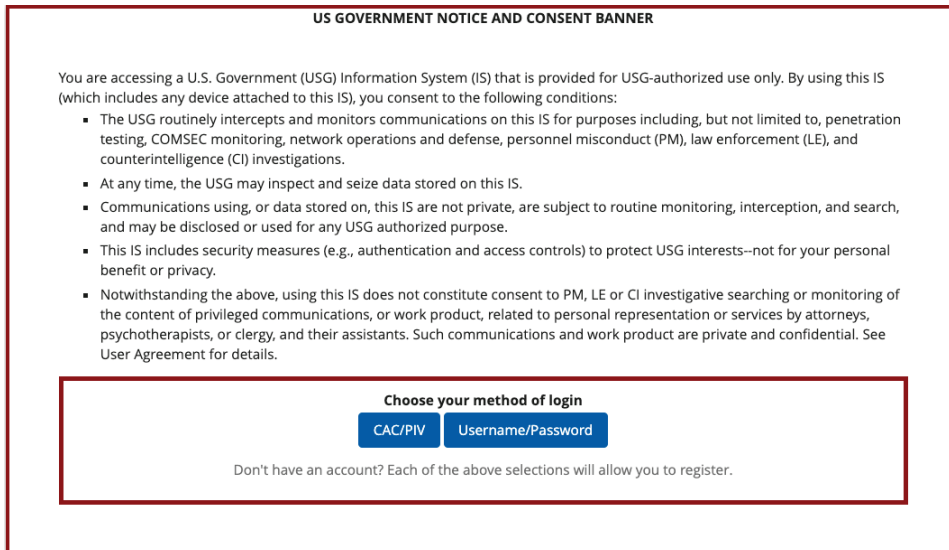 US GOVERNMENT NOTICE AND CONSENT BANNER
You are accessing a U.S. Government (USG) Information System (IS) that is provided for USG-authorized use only. By using this IS
(which includes any device attached to this IS), you consent to the following conditions:
▪ The USG routinely intercepts and monitors communications on this IS for purposes including, but not limited to, penetration
testing, COMSEC monitoring, network operations and defense, personnel misconduct (PM), law enforcement (LE), and
counterintelligence (CI) investigations.
▪ At any time, the USG may inspect and seize data stored on this IS.
▪ Communications using, or data stored on, this IS are not private, are subject to routine monitoring, interception, and search,
and may be disclosed or used for any USG authorized purpose.
▪ This IS includes security measures (e.g., authentication and access controls) to protect USG interests--not for your personal
benefit or privacy.
▪ Notwithstanding the above, using this IS does not constitute consent to PM, LE or CI investigative searching or monitoring of
the content of privileged communications, or work product, related to personal representation or services by attorneys,
psychotherapists, or clergy, and their assistants. Such communications and work product are private and confidential. See
User Agreement for details.
Choose your method of login
CAC/PIV Username/Password
Don't have an account? Each of the above selections will allow you to register.